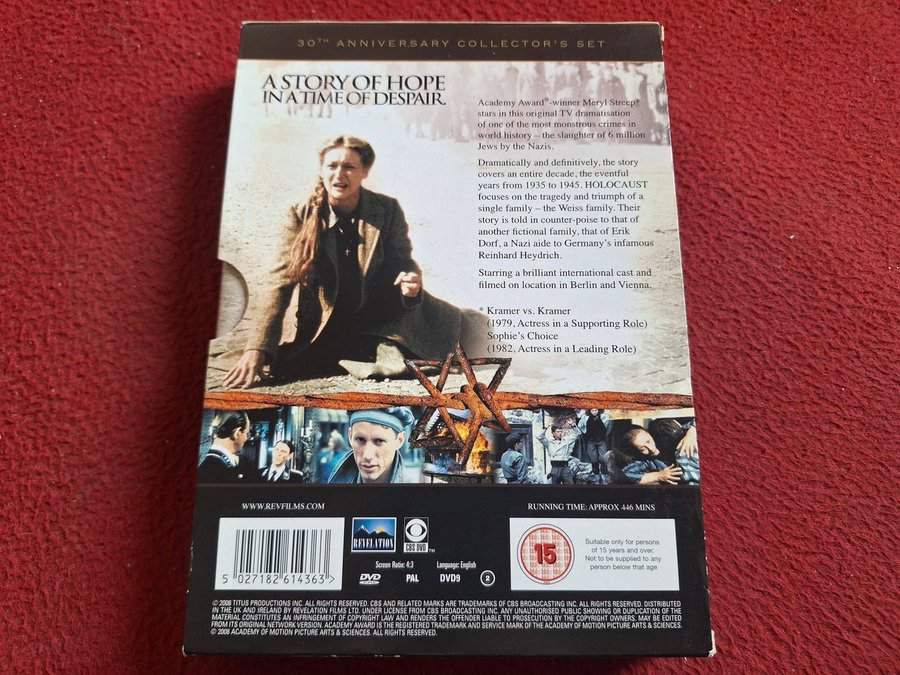 30TH ANNIVERSARY COLLECTOR'S SET
A STORY OF HOPE
IN A TIME OF DESPAIR.
Academy Award®-winner Meryl Streep*
stars in this original TV dramatisation
of one of the most monstrous crimes in
world history – the slaughter of 6 million
Jews by the Nazis.
Dramatically and definitively, the story
covers an entire decade, the eventful
years from 1935 to 1945. HOLOCAUST
focuses on the tragedy and triumph of a
single family – the Weiss family. Their
story is told in counter-poise to that of
another fictional family, that of Erik
Dorf, a Nazi aide to Germany's infamous
Reinhard Heydrich.
Starring a brilliant international cast and
filmed on location in Berlin and Vienna.
* Kramer vs. Kramer
(1979, Actress in a Supporting Role)
Sophie's Choice
(1982, Actress in a Leading Role)
WWW.REVFILMS.COM
RUNNING TIME: APPROX 446 MINS
5 027182 614363 >
REVELATION
CBS DVD™
Screen Ratio: 4:3 Language: English
DVD PAL DVD9 2
15
Suitable only for persons
of 15 years and over.
Not to be supplied to any
person below that age
© 2008 TITUS PRODUCTIONS INC. ALL RIGHTS RESERVED. CBS AND RELATED MARKS ARE TRADEMARKS OF CBS BROADCASTING INC. ALL RIGHTS RESERVED. DISTRIBUTED
IN THE UK AND IRELAND BY REVELATION FILMS LTD. UNDER LICENSE FROM CBS BROADCASTING INC. ANY UNAUTHORISED PUBLIC SHOWING OR DUPLICATION OF THE
MATERIAL CONSTITUTES AN INFRINGEMENT OF COPYRIGHT LAW AND RENDERS THE OFFENDER LIABLE TO PROSECUTION BY THE COPYRIGHT OWNERS. MAY BE EDITED
FROM ITS ORIGINAL NETWORK VERSION. ACADEMY AWARD IS THE REGISTERED TRADEMARK AND SERVICE MARK OF THE ACADEMY OF MOTION PICTURE ARTS & SCIENCES.
© 2008 ACADEMY OF MOTION PICTURE ARTS & SCIENCES. ALL RIGHTS RESERVED.